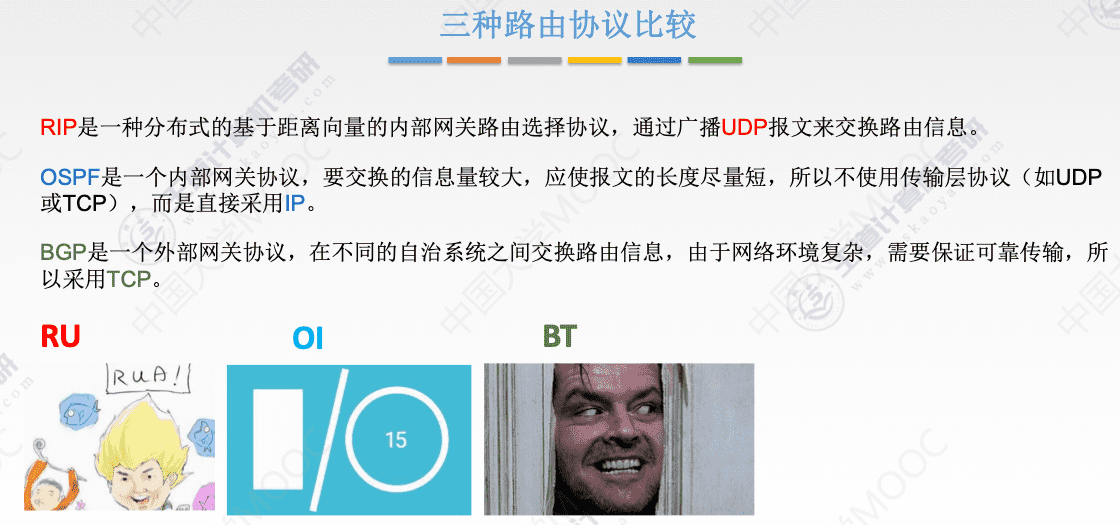 三种路由协议比较
RIP是一种分布式的基于距离向量的内部网关路由选择协议，通过广播UDP报文来交换路由信息。
OSPF是一个内部网关协议，要交换的信息量较大，应使报文的长度尽量短，所以不使用传输层协议（如UDP
或TCP），而是直接采用IP。
BGP是一个外部网关协议，在不同的自治系统之间交换路由信息，由于网络环境复杂，需要保证可靠传输，所
以采用TCP。
RU
OI
BT
RUA!
15
中国大学MOOC